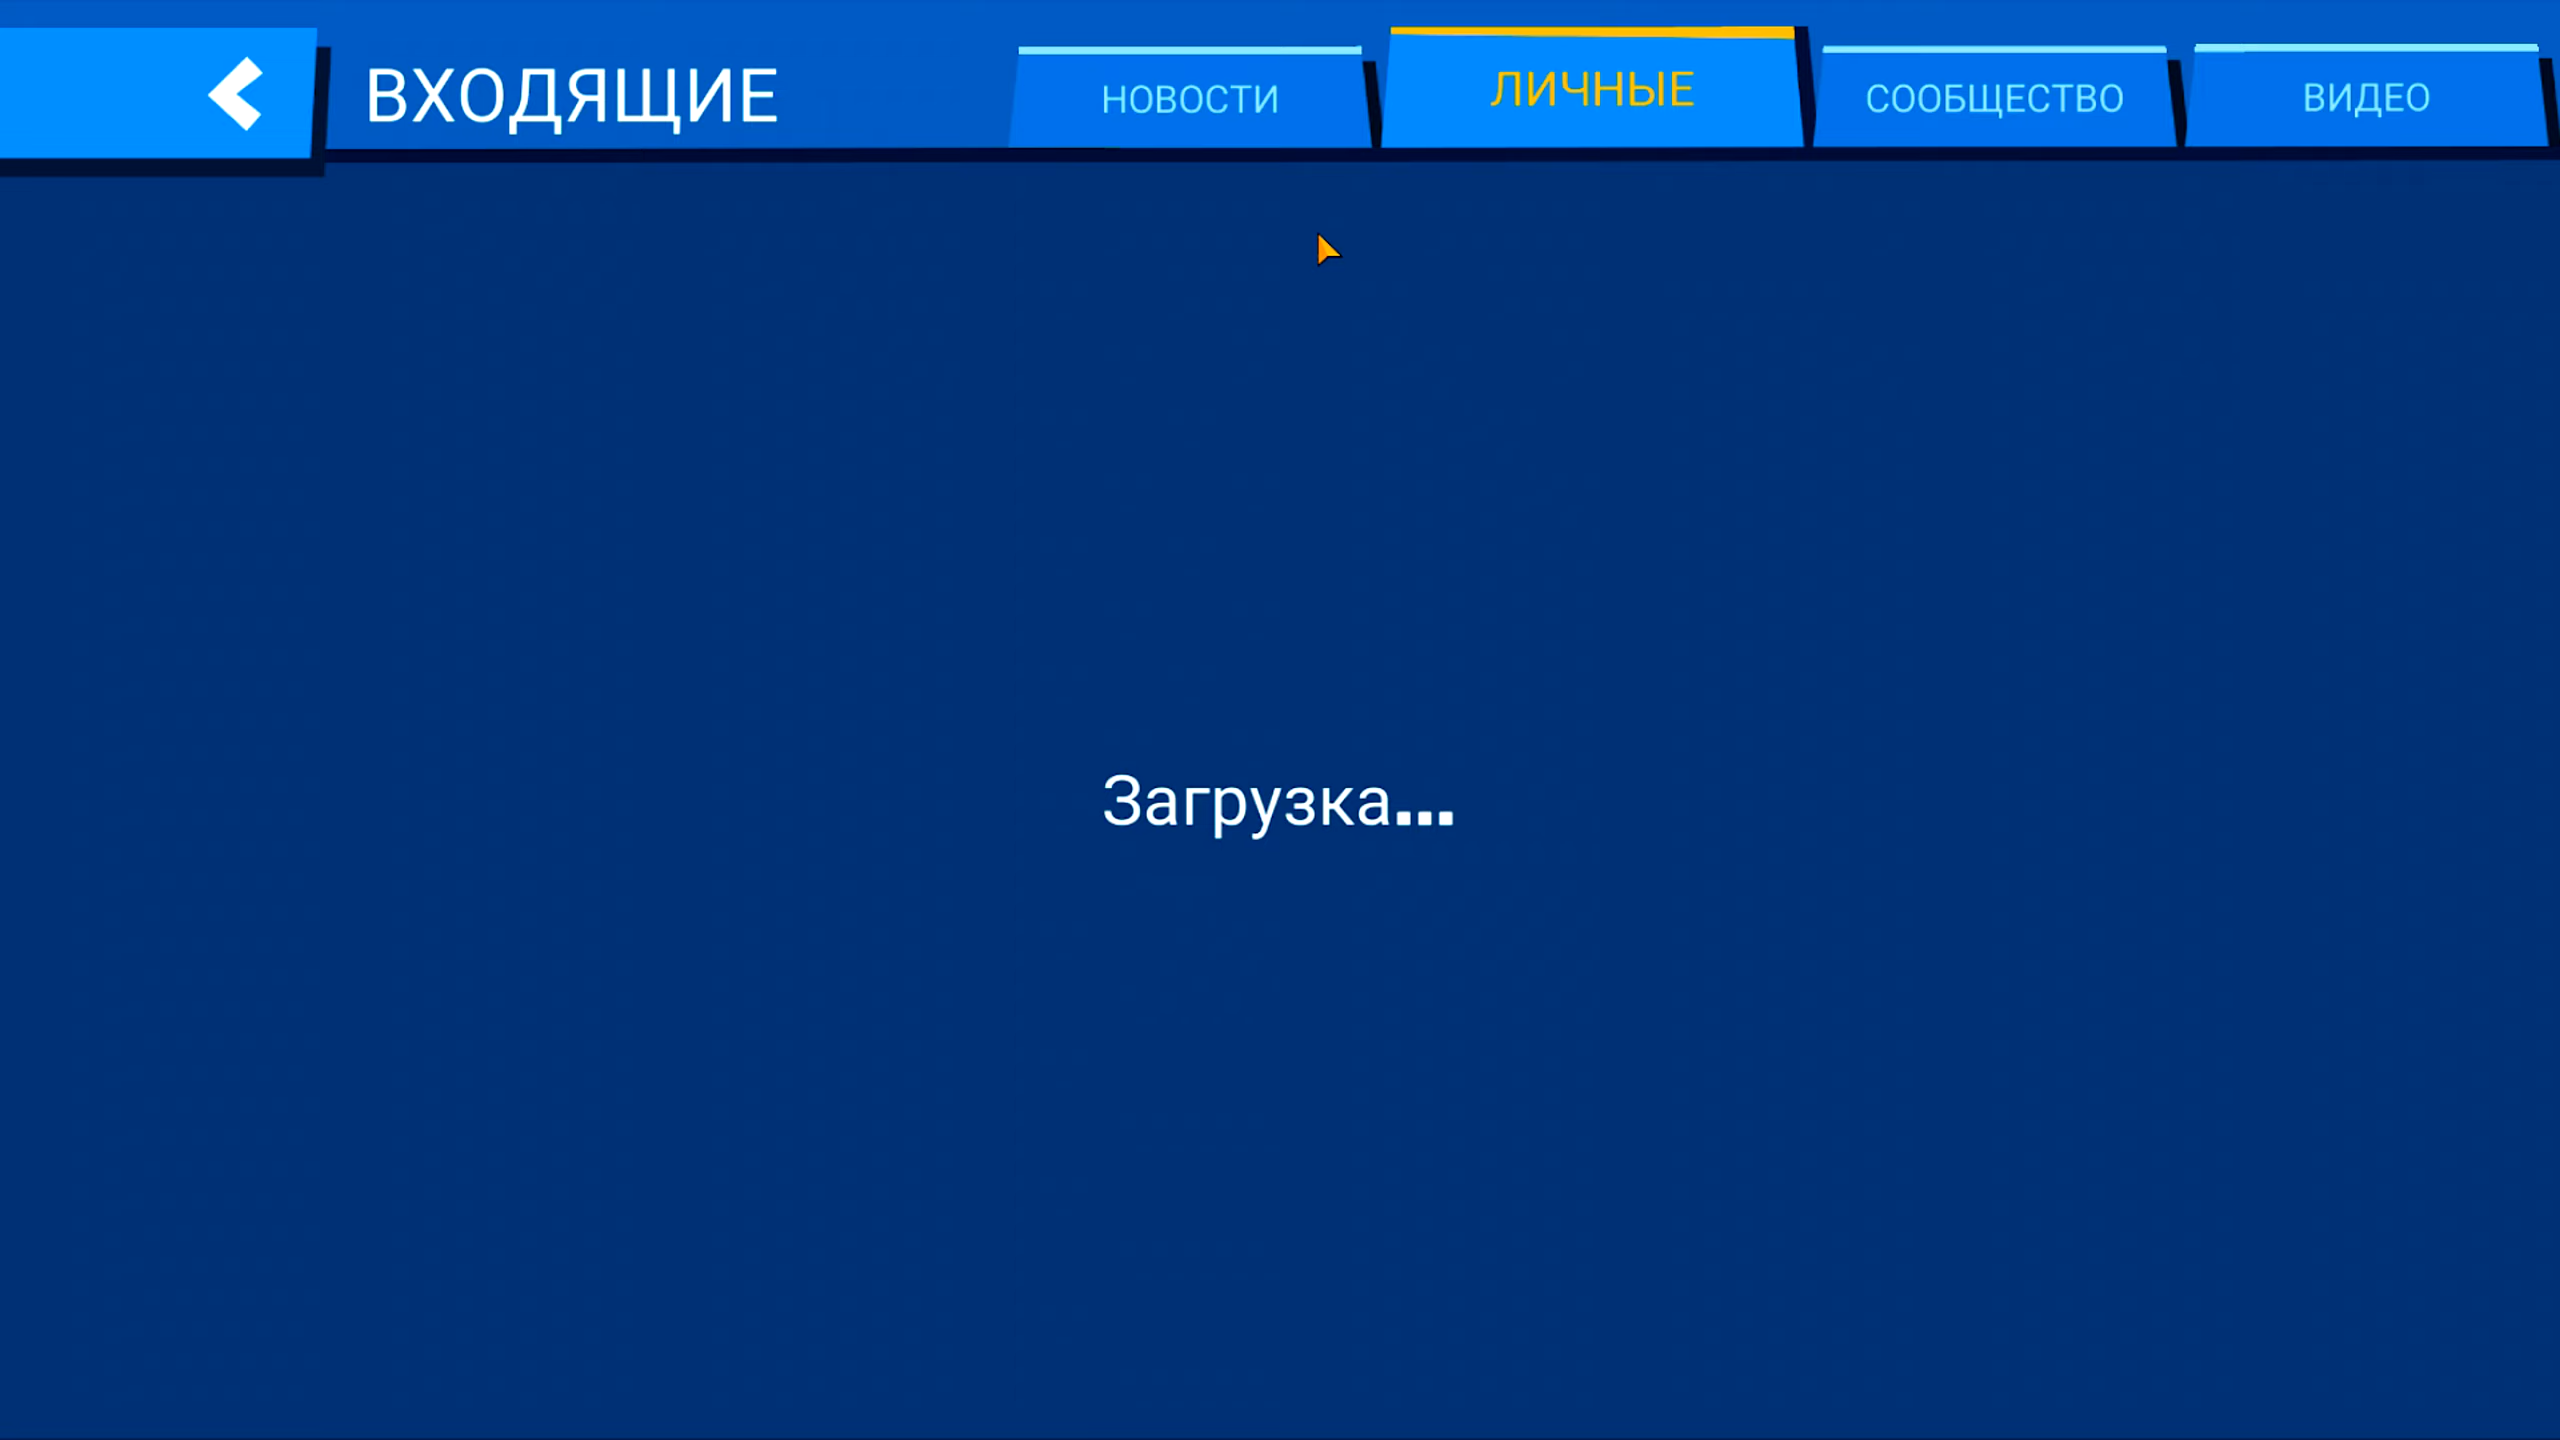 ВХОДЯЩИЕ
НОВОСТИ
ЛИЧНЫЕ
СООБЩЕСТВО
ВИДЕО
Загрузка...